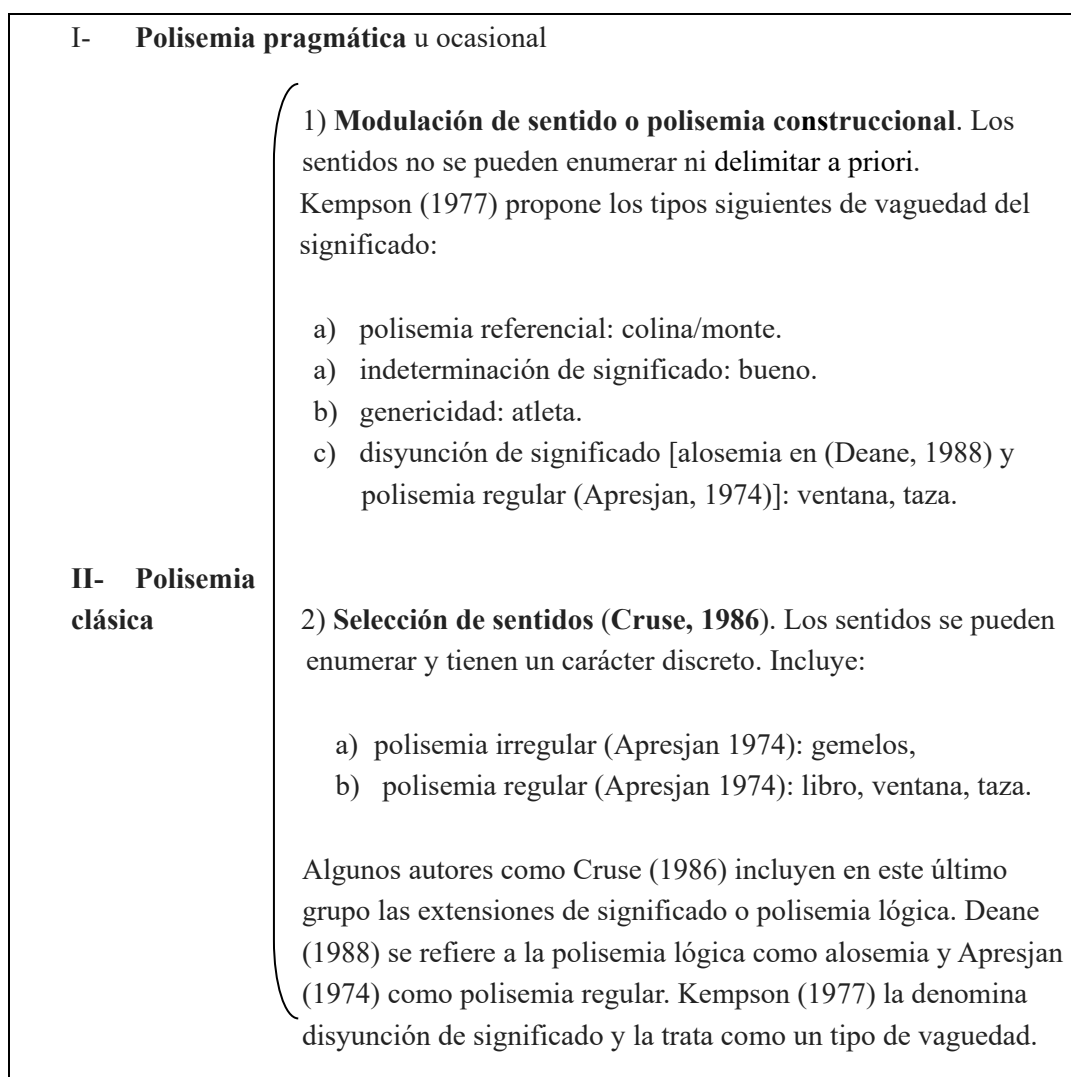 I- Polisemia pragmática u ocasional
1) Modulación de sentido o polisemia construccional. Los
sentidos no se pueden enumerar ni delimitar a priori.
Kempson (1977) propone los tipos siguientes de vaguedad del
significado:
a) polisemia referencial: colina/monte.
a) indeterminación de significado: bueno.
b) genericidad: atleta.
c) disyunción de significado [alosemia en (Deane, 1988) y
polisemia regular (Apresjan, 1974)]: ventana, taza.
II- Polisemia
clásica
2) Selección de sentidos (Cruse, 1986). Los sentidos se pueden
enumerar y tienen un carácter discreto. Incluye:
a) polisemia irregular (Apresjan 1974): gemelos,
b) polisemia regular (Apresjan 1974): libro, ventana, taza.
Algunos autores como Cruse (1986) incluyen en este último
grupo las extensiones de significado o polisemia lógica. Deane
(1988) se refiere a la polisemia lógica como alosemia y Apresjan
(1974) como polisemia regular. Kempson (1977) la denomina
disyunción de significado y la trata como un tipo de vaguedad.